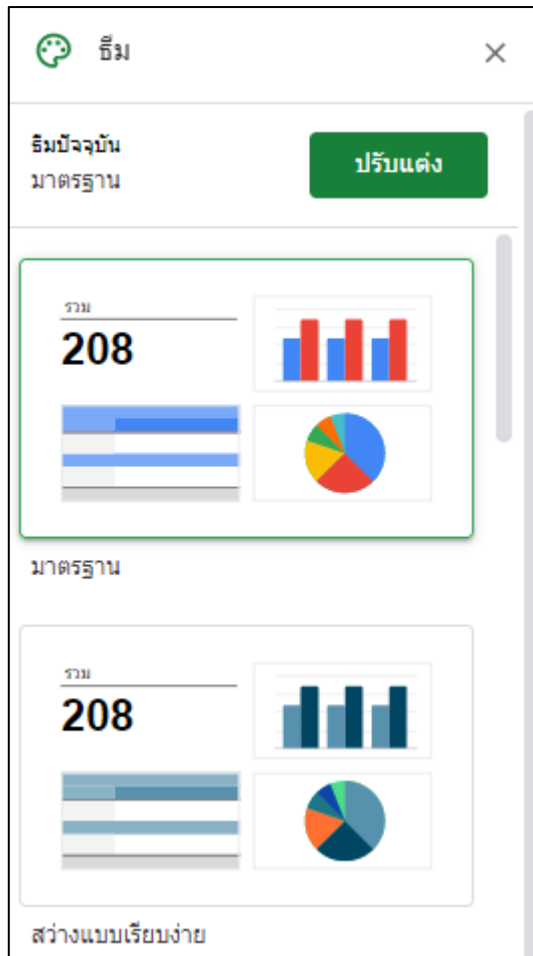 ธีม
ธีมปัจจุบัน
มาตรฐาน
ปรับแต่ง
รวม
208
มาตรฐาน
รวม
208
สว่างแบบเรียบง่าย